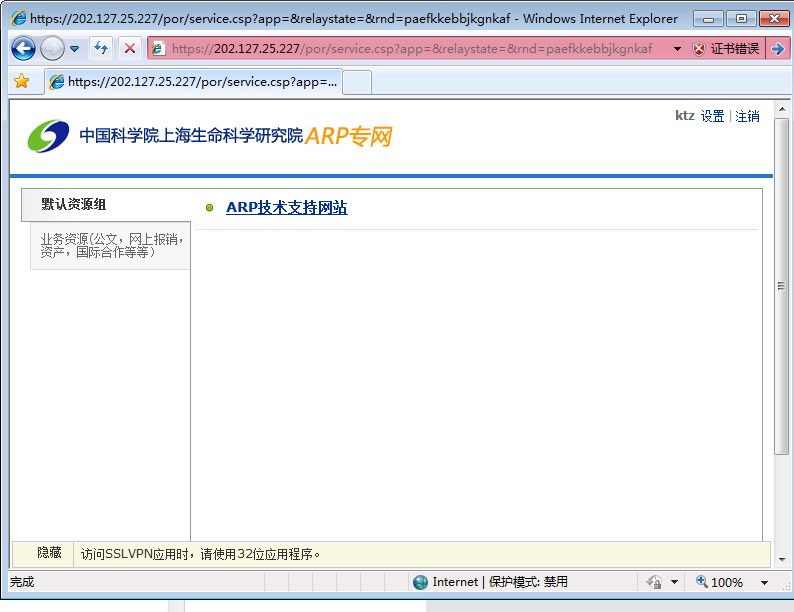 https://202.127.25.227/por/service.csp?app=&relaystate=&rnd=paefkkebbjkgnkaf - Windows Internet Explorer
https://202.127.25.227/por/service.csp?app=&relaystate=&rnd=paefkkebbjkgnkaf 证书错误
https://202.127.25.227/por/service.csp?app=...
ktz 设置 | 注销
中国科学院上海生命科学研究院ARP专网
默认资源组
ARP技术支持网站
业务资源(公文，网上报销，
资产，国际合作等等）
隐藏 访问SSLVPN应用时，请使用32位应用程序。
完成 Internet | 保护模式: 禁用 100%